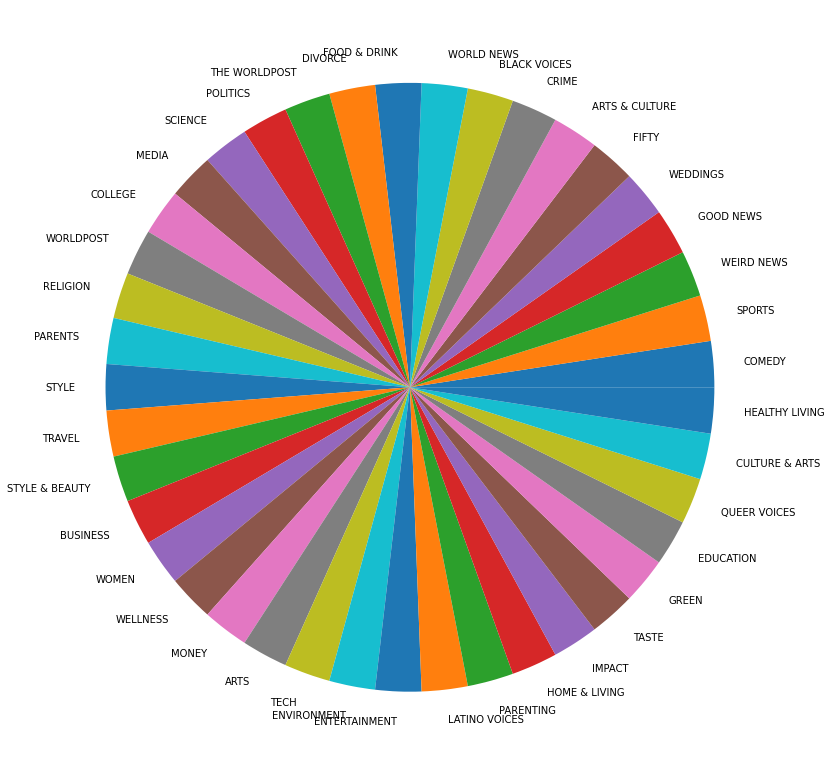 FOOD & DRINK
WORLD NEWS
DIVORCE
BLACK VOICES
THE WORLDPOST
CRIME
POLITICS
ARTS & CULTURE
SCIENCE
FIFTY
MEDIA
WEDDINGS
COLLEGE
GOOD NEWS
WORLDPOST
WEIRD NEWS
RELIGION
SPORTS
PARENTS
COMEDY
STYLE
HEALTHY LIVING
TRAVEL
CULTURE & ARTS
STYLE & BEAUTY
QUEER VOICES
BUSINESS
EDUCATION
WOMEN
GREEN
WELLNESS
TASTE
MONEY
IMPACT
ARTS
HOME & LIVING
TECH
PARENTING
ENVIRONMENT
LATINO VOICES
ENTERTAINMENT